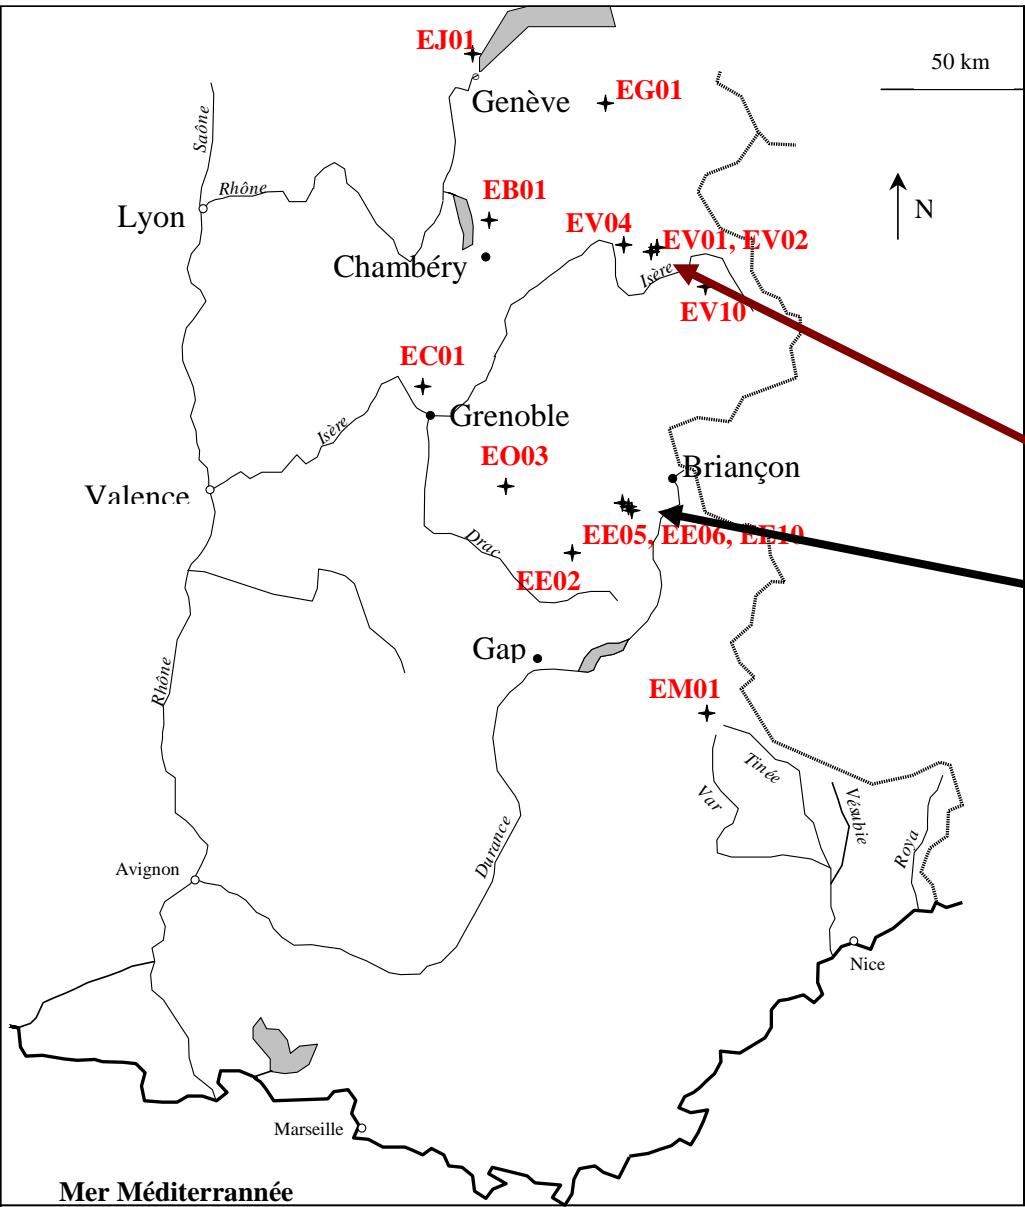 EJ01
50 km
EG01
Genève
Saône
Rhône
EB01
Lyon
EV04
N
EV01, EV02
Chambéry
Isère
EV10
EC01
Grenoble
Isère
EO03
Briançon
Valence
EE05, EE06, EE10
Drac
EE02
Gap
Rhône
EM01
Tinée
Var
Vésubie
Roya
Durance
Avignon
Nice
Marseille
Mer Méditerrannée